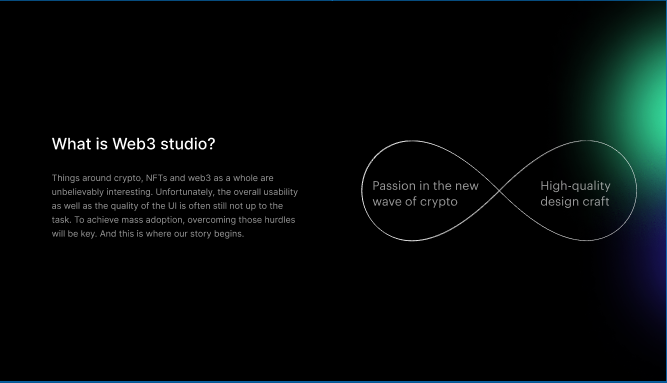 What is Web3 studio?
Things around crypto, NFTs and web3 as a whole are
unbelievably interesting. Unfortunately, the overall usability
as well as the quality of the UI is often still not up to the
task. To achieve mass adoption, overcoming those hurdles
will be key. And this is where our story begins.
Passion in the new
wave of crypto
High-quality
design craft